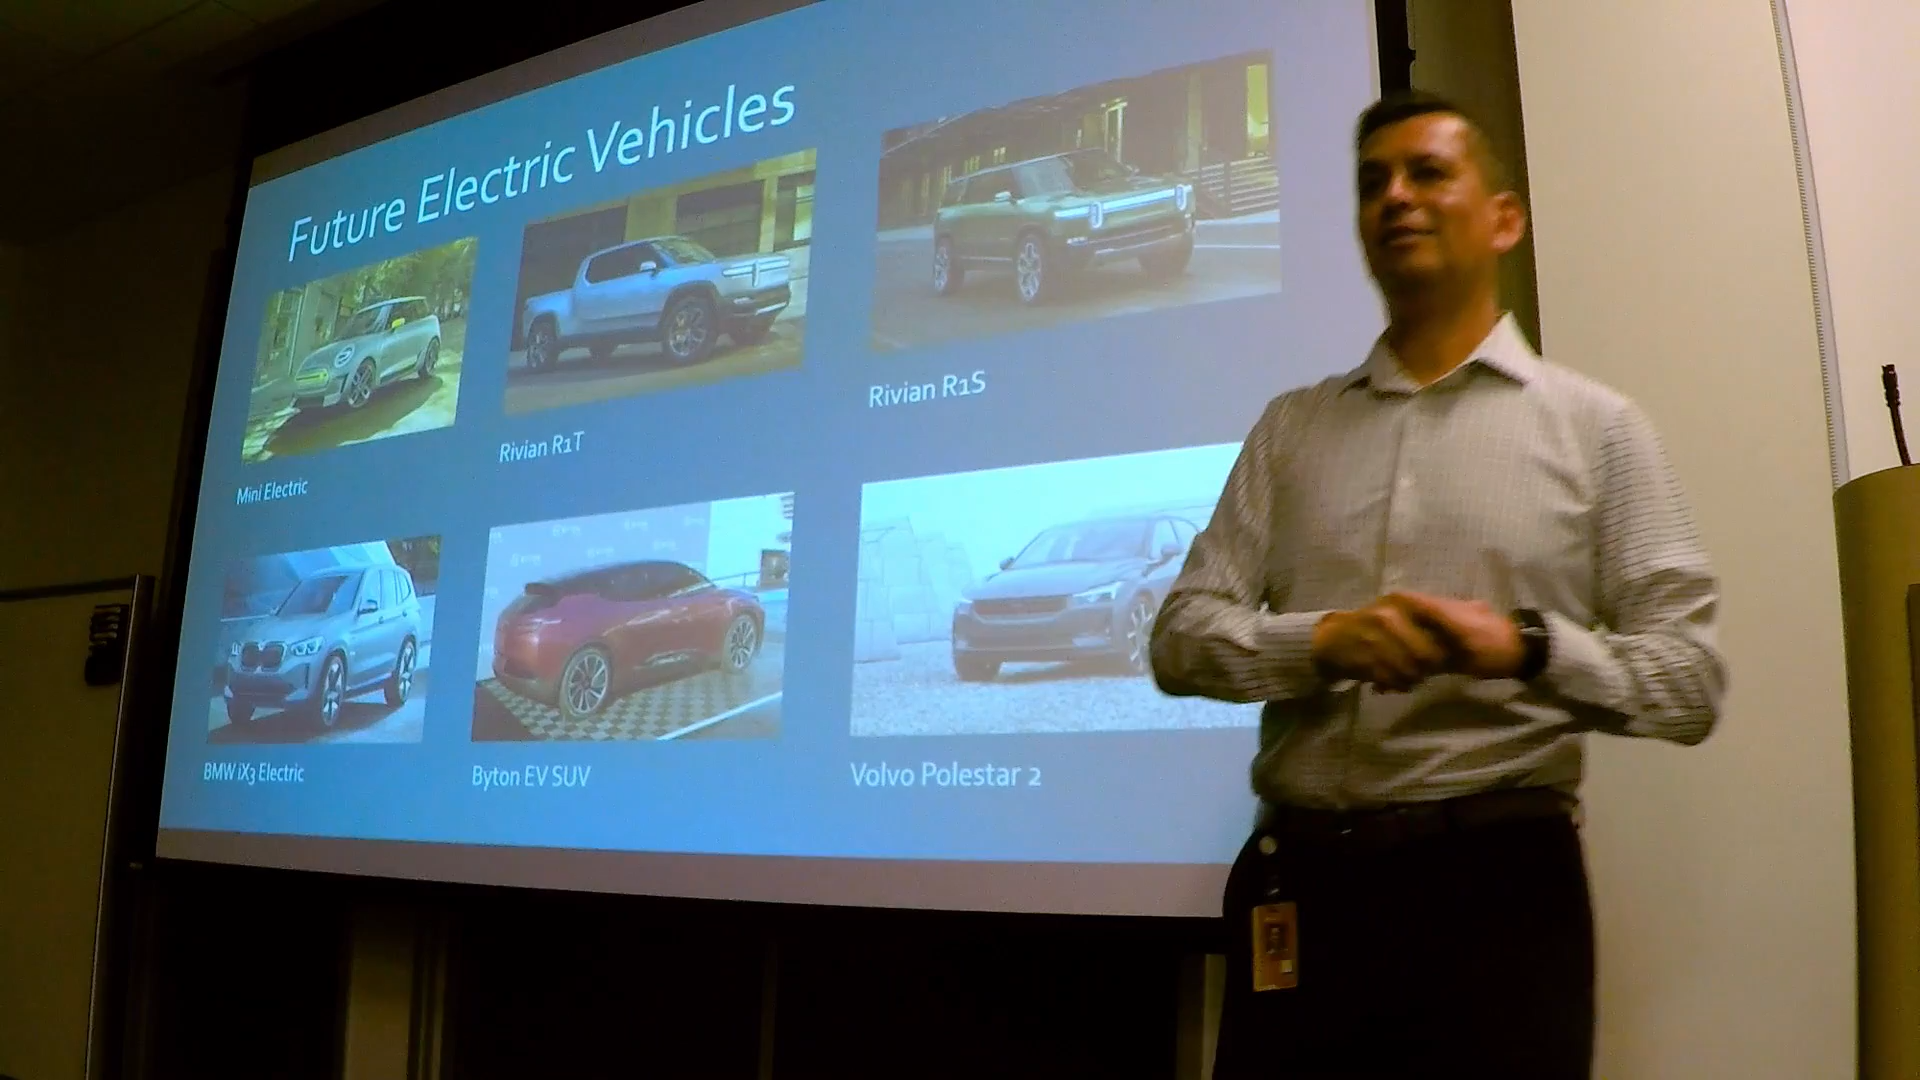 Future Electric Vehicles
Mini Electric
Rivian R1T
Rivian R1S
BMW iX3 Electric
Byton EV SUV
Volvo Polestar 2